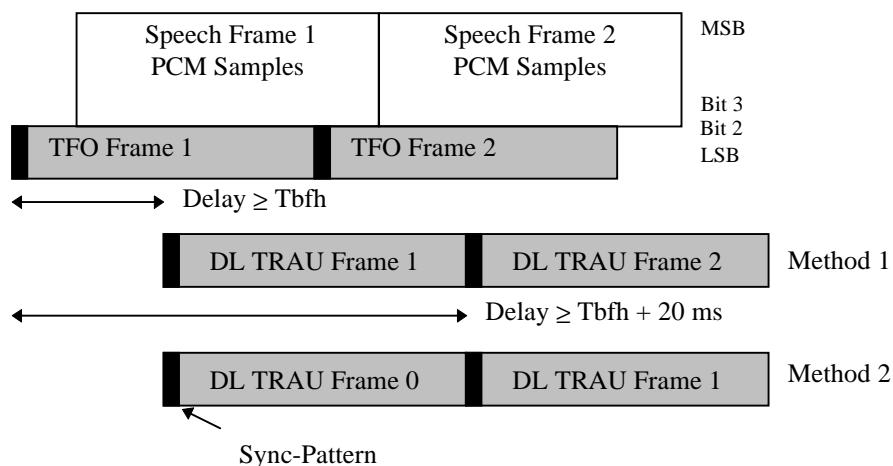 Speech Frame 1
PCM Samples
Speech Frame 2
PCM Samples
MSB
Bit 3
Bit 2
LSB
TFO Frame 1
TFO Frame 2
Delay ≥ Tbfh
DL TRAU Frame 1
DL TRAU Frame 2
Method 1
Delay ≥ Tbfh + 20 ms
DL TRAU Frame 0
DL TRAU Frame 1
Method 2
Sync-Pattern